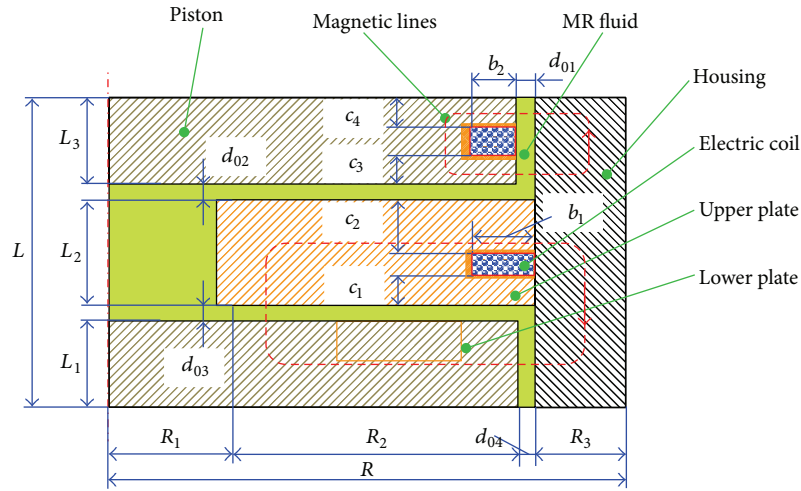 Piston
Magnetic lines
MR fluid
b₂
d₀₁
Housing
L₃
c₄
d₀₂
c₃
Electric coil
L
L₂
c₂
b₁
Upper plate
c₁
Lower plate
L₁
d₀₃
R₁
R₂
d₀₄
R₃
R